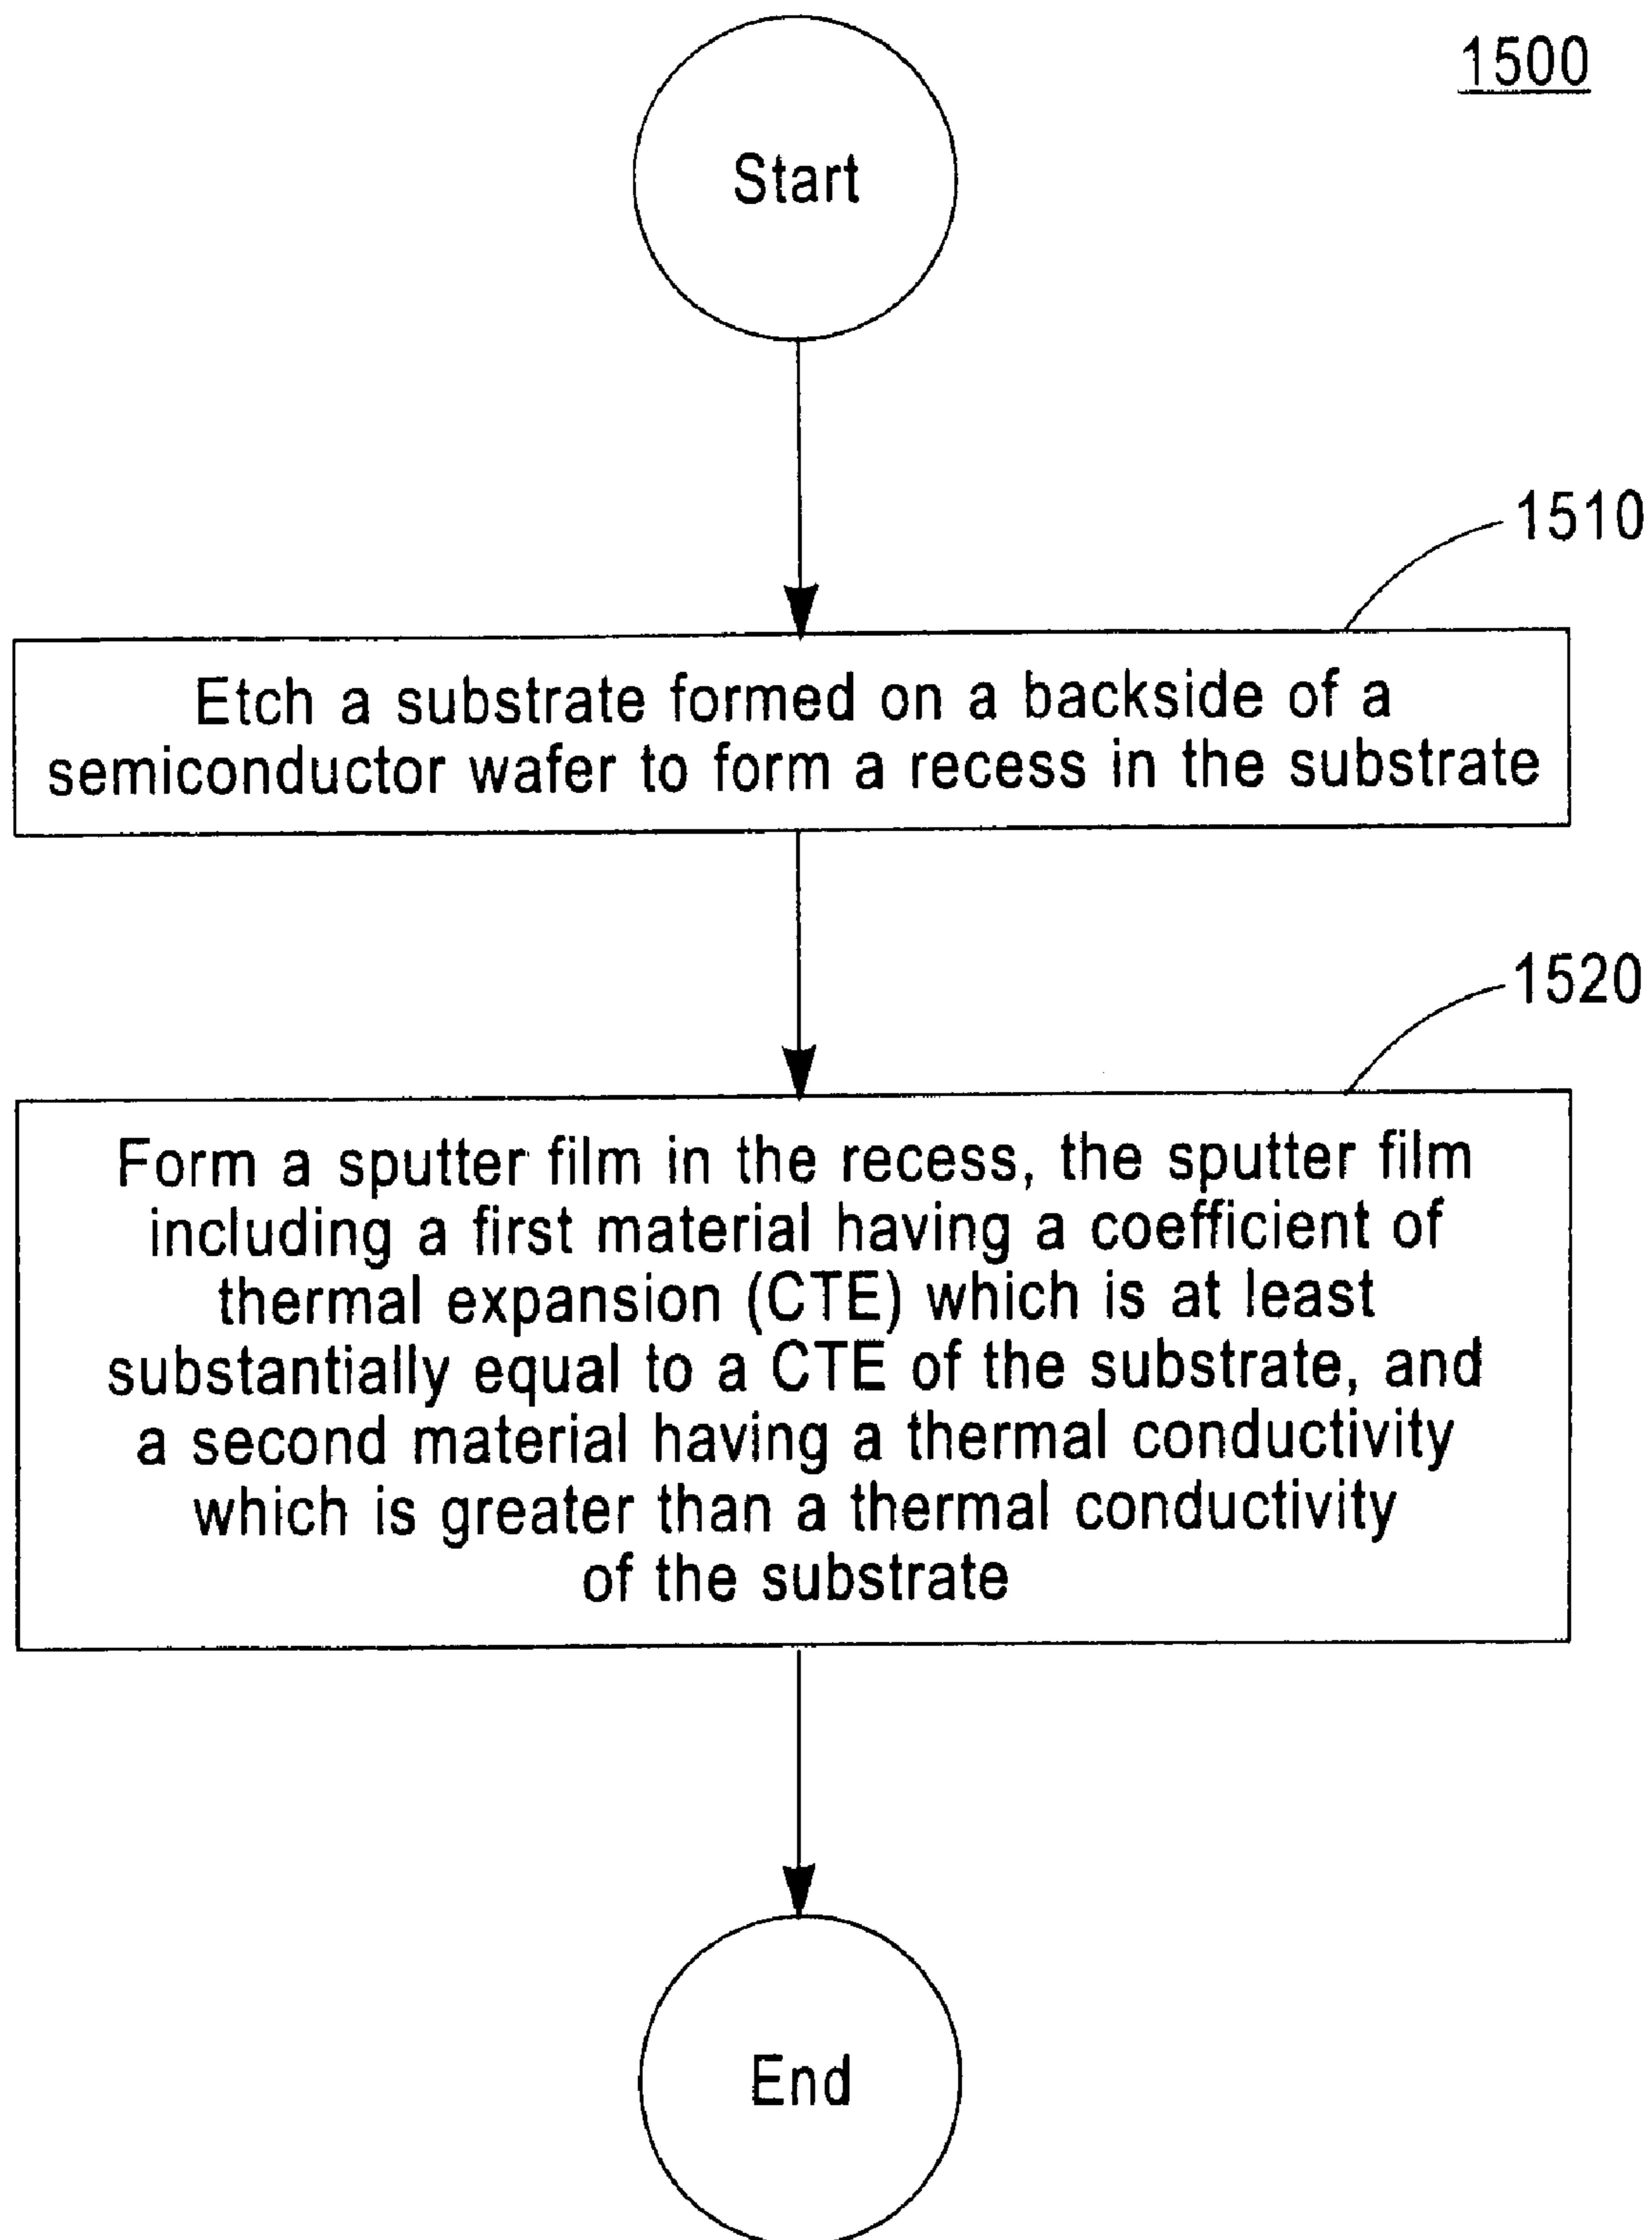 1500
Start
1510
Etch a substrate formed on a backside of a
semiconductor wafer to form a recess in the substrate
1520
Form a sputter film in the recess, the sputter film
including a first material having a coefficient of
thermal expansion (CTE) which is at least
substantially equal to a CTE of the substrate, and
a second material having a thermal conductivity
which is greater than a thermal conductivity
of the substrate
End